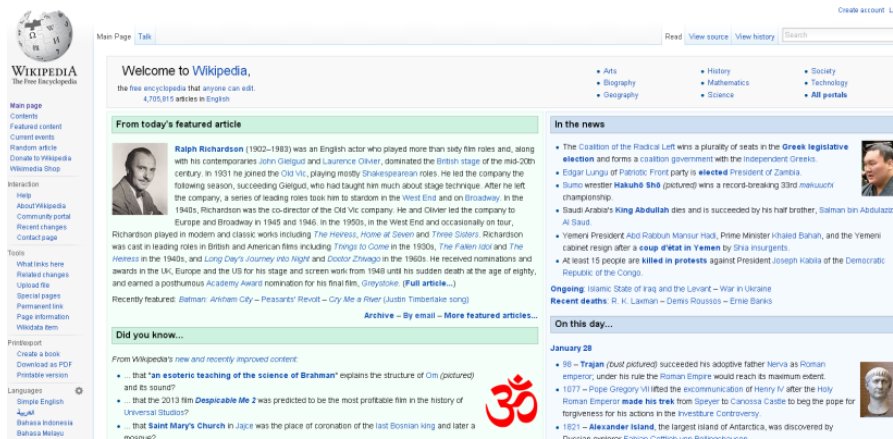 Create account
WIKIPEDIA
The Free Encyclopedia
Main Page Talk
Read View source View history Search
Welcome to Wikipedia,
the free encyclopedia that anyone can edit.
4,705,815 articles in English
Arts
Biography
Geography
History
Mathematics
Science
Society
Technology
All portals
Main page
Contents
Featured content
Current events
Random article
Donate to Wikipedia
Wikimedia Shop
Interaction
Help
About Wikipedia
Community portal
Recent changes
Contact page
Tools
What links here
Related changes
Upload file
Special pages
Permanent link
Page information
Wikidata item
Print/export
Create a book
Download as PDF
Printable version
Languages
Simple English
العربية
Bahasa Indonesia
Bahasa Melayu
From today's featured article
Ralph Richardson (1902–1983) was an English actor who played more than sixty film roles and, along
with his contemporaries John Gielgud and Laurence Olivier, dominated the British stage of the mid-20th
century. In 1931 he joined the Old Vic, playing mostly Shakespearean roles. He led the company the
following season, succeeding Gielgud, who had taught him much about stage technique. After he left
the company, a series of leading roles took him to stardom in the West End and on Broadway. In the
1940s, Richardson was the co-director of the Old Vic company. He and Olivier led the company to
Europe and Broadway in 1945 and 1946. In the 1950s, in the West End and occasionally on tour,
Richardson played in modern and classic works including The Heiress, Home at Seven and Three Sisters. Richardson
was cast in leading roles in British and American films including Things to Come in the 1930s, The Fallen Idol and The
Heiress in the 1940s, and Long Day's Journey into Night and Doctor Zhivago in the 1960s. He received nominations and
awards in the UK, Europe and the US for his stage and screen work from 1948 until his sudden death at the age of eighty,
and earned a posthumous Academy Award nomination for his final film, Greystoke. (Full article...)
Recently featured: Batman: Arkham City – Peasants' Revolt – Cry Me a River (Justin Timberlake song)
Archive – By email – More featured articles...
Did you know...
From Wikipedia's new and recently improved content:
... that "an esoteric teaching of the science of Brahman" explains the structure of Om (pictured)
and its sound?
... that the 2013 film Despicable Me 2 was predicted to be the most profitable film in the history of
Universal Studios?
... that Saint Mary's Church in Jajce was the place of coronation of the last Bosnian king and later a
mosque?
ॐ
In the news
The Coalition of the Radical Left wins a plurality of seats in the Greek legislative
election and forms a coalition government with the Independent Greeks.
Edgar Lungu of Patriotic Front party is elected President of Zambia.
Sumo wrestler Hakuhō Shō (pictured) wins a record-breaking 33rd makuuchi
championship.
Saudi Arabia's King Abdullah dies and is succeeded by his half brother, Salman bin Abdulaziz
Al Saud.
Yemeni President Abd Rabbuh Mansur Hadi, Prime Minister Khaled Bahah, and the Yemeni
cabinet resign after a coup d'état in Yemen by Shia insurgents.
At least 15 people are killed in protests against President Joseph Kabila of the Democratic
Republic of the Congo.
Ongoing: Islamic State of Iraq and the Levant – War in Ukraine
Recent deaths: R. K. Laxman – Demis Roussos – Ernie Banks
On this day...
January 28
98 – Trajan (bust pictured) succeeded his adoptive father Nerva as Roman
emperor; under his rule the Roman Empire would reach its maximum extent.
1077 – Pope Gregory VII lifted the excommunication of Henry IV after the Holy
Roman Emperor made his trek from Speyer to Canossa Castle to beg the pope for
forgiveness for his actions in the Investiture Controversy.
1821 – Alexander Island, the largest island of Antarctica, was discovered by
Russian explorer Fabian Gottlieb von Bellingshausen.